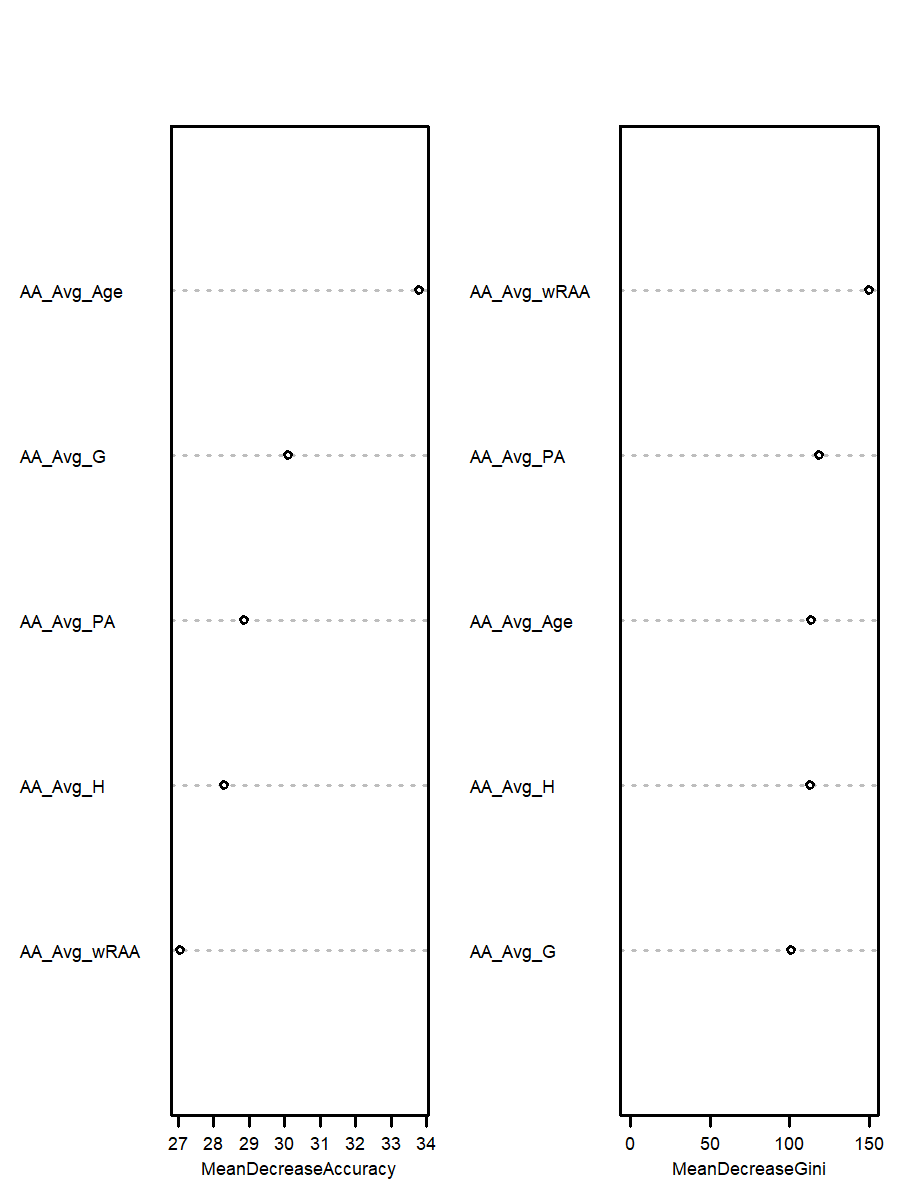 AA_Avg_Age
AA_Avg_G
AA_Avg_PA
AA_Avg_H
AA_Avg_wRAA
27 28 29 30 31 32 33 34
MeanDecreaseAccuracy
AA_Avg_wRAA
AA_Avg_PA
AA_Avg_Age
AA_Avg_H
AA_Avg_G
0 50 100 150
MeanDecreaseGini